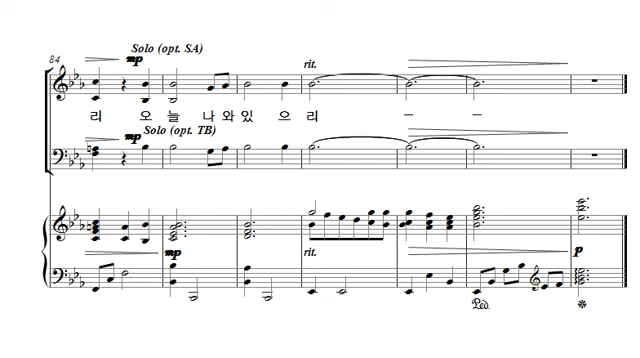 84
Solo (opt. SA)
mp
rit.
리 오 늘 나 와 있 으 리 – –
Solo (opt. TB)
mp
mp
rit.
p
Ped.